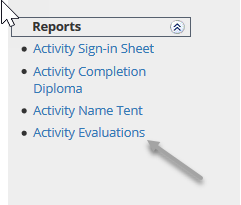 Reports
Activity Sign-in Sheet
Activity Completion
Diploma
Activity Name Tent
Activity Evaluations